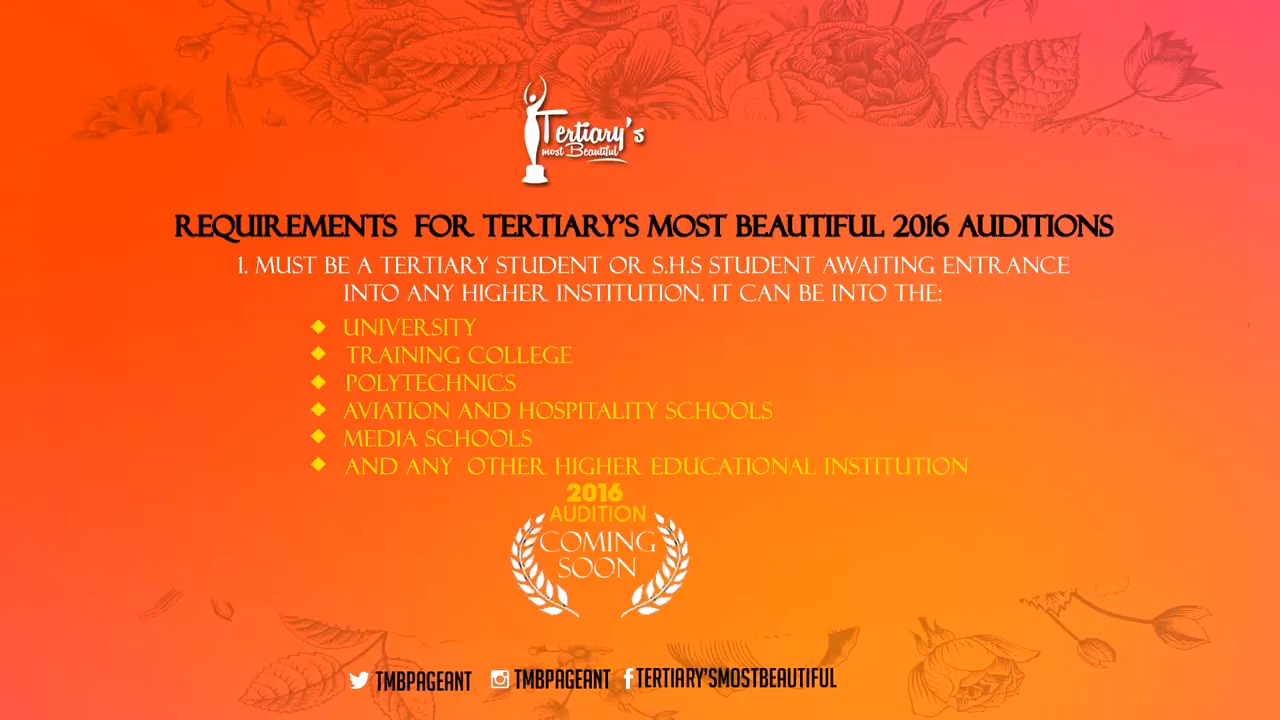 Tertiary's
most Beautiful
REQUIREMENTS FOR TERTIARY'S MOST BEAUTIFUL 2016 AUDITIONS
1. MUST BE A TERTIARY STUDENT OR S.H.S STUDENT AWAITING ENTRANCE
INTO ANY HIGHER INSTITUTION. IT CAN BE INTO THE:
UNIVERSITY
TRAINING COLLEGE
POLYTECHNICS
AVIATION AND HOSPITALITY SCHOOLS
MEDIA SCHOOLS
AND ANY OTHER HIGHER EDUCATIONAL INSTITUTION
2016
AUDITION
COMING
SOON
TMBPAGEANT TMBPAGEANT TERTIARY'SMOSTBEAUTIFUL